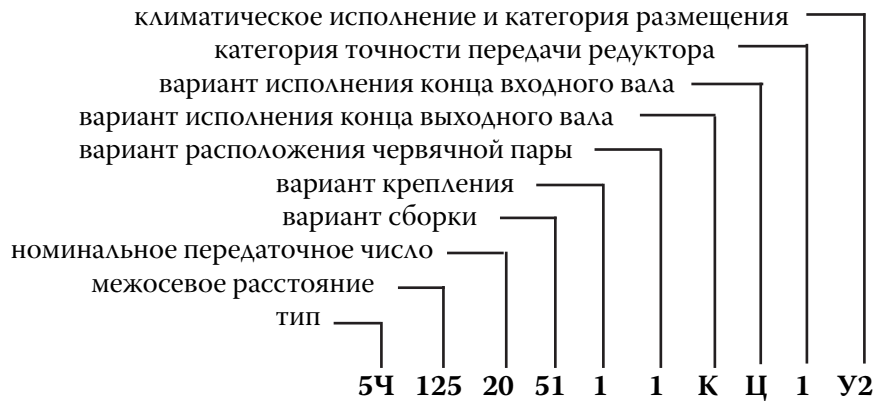 климатическое исполнение и категория размещения
категория точности передачи редуктора
вариант исполнения конца входного вала
вариант исполнения конца выходного вала
вариант расположения червячной пары
вариант крепления
вариант сборки
номинальное передаточное число
межосевое расстояние
тип
5Ч 125 20 51 1 1 К Ц 1 У2